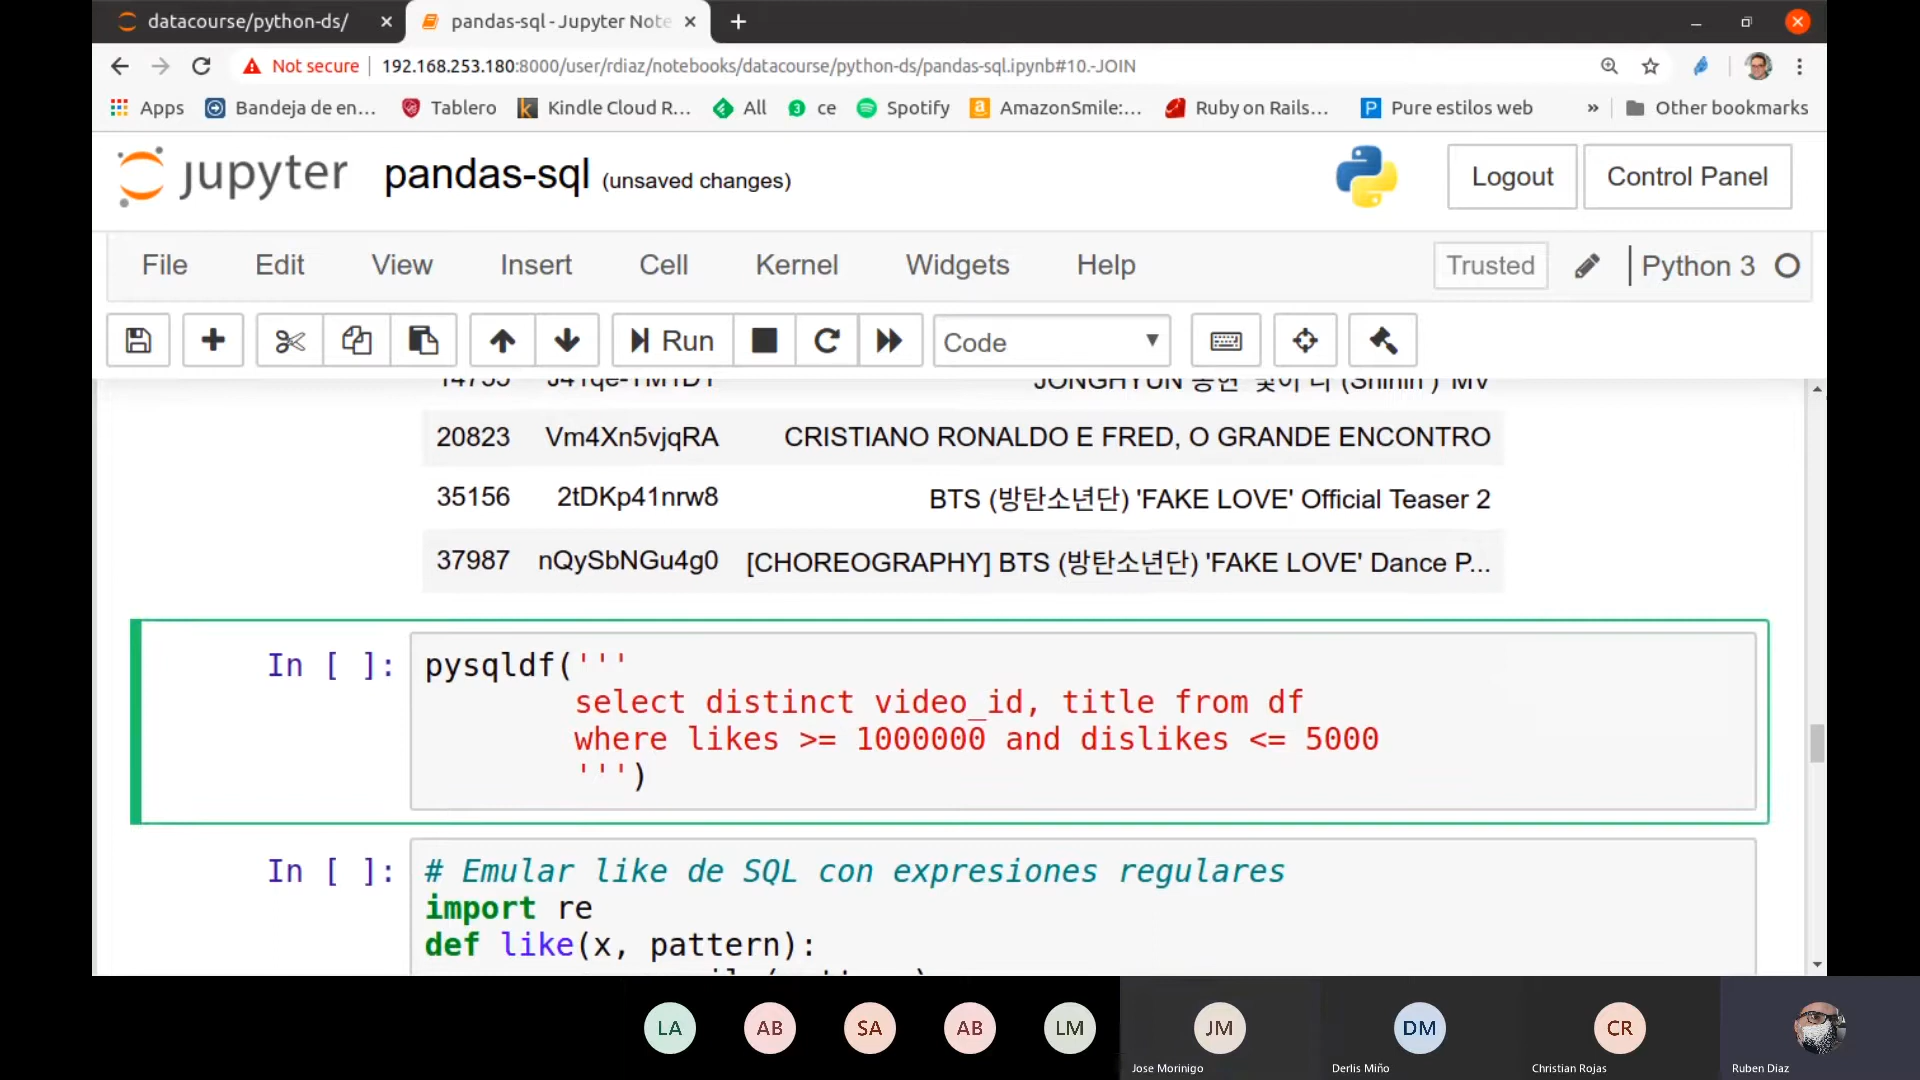 datacourse/python-ds/
pandas-sql - Jupyter Note
Not secure
192.168.253.180:8000/user/rdiaz/notebooks/datacourse/python-ds/pandas-sql.ipynb#10.-JOIN
Apps
Bandeja de en...
Tablero
Kindle Cloud R...
All
ce
Spotify
AmazonSmile:...
Ruby on Rails...
Pure estilos web
»
Other bookmarks
jupyter
pandas-sql (unsaved changes)
Logout
Control Panel
File
Edit
View
Insert
Cell
Kernel
Widgets
Help
Trusted
Python 3
Run
Code
20823 Vm4Xn5vjqRA CRISTIANO RONALDO E FRED, O GRANDE ENCONTRO
35156 2tDKp41nrw8 BTS (방탄소년단) 'FAKE LOVE' Official Teaser 2
37987 nQySbNGu4g0 [CHOREOGRAPHY] BTS (방탄소년단) 'FAKE LOVE' Dance P...
In [ ]: pysqldf('''
select distinct video_id, title from df
where likes >= 1000000 and dislikes <= 5000
''')
In [ ]: # Emular like de SQL con expresiones regulares
import re
def like(x, pattern):
LA
AB
SA
AB
LM
JM
DM
CR
Jose Morinigo
Derlis Miño
Christian Rojas
Ruben Diaz